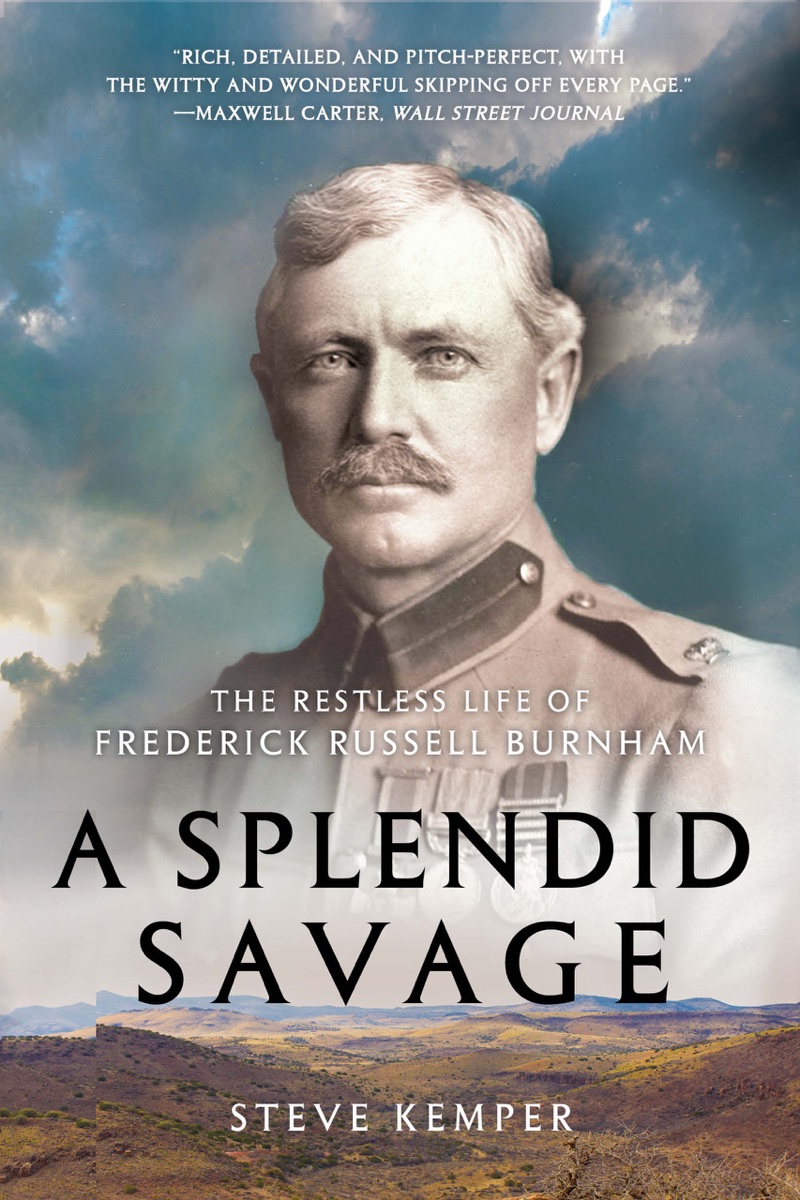 “RICH, DETAILED, AND PITCH-PERFECT, WITH
THE WITTY AND WONDERFUL SKIPPING OFF EVERY PAGE.”
—MAXWELL CARTER, WALL STREET JOURNAL
THE RESTLESS LIFE OF
FREDERICK RUSSELL BURNHAM
A SPLENDID
SAVAGE
STEVE KEMPER